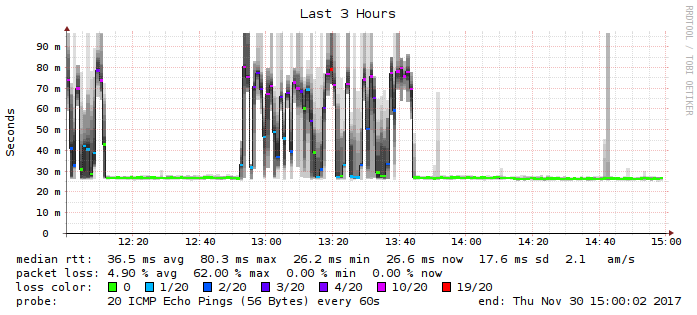 Last 3 Hours
RRDTOOL / TOBI OETIKER
Seconds
90 m
80 m
70 m
60 m
50 m
40 m
30 m
20 m
10 m
0
12:20 12:40 13:00 13:20 13:40 14:00 14:20 14:40 15:00
median rtt: 36.5 ms avg 80.3 ms max 26.2 ms min 26.6 ms now 17.6 ms sd 2.1 am/s
packet loss: 4.90 % avg 62.00 % max 0.00 % min 0.00 % now
loss color: 0 1/20 2/20 3/20 4/20 10/20 19/20
probe: 20 ICMP Echo Pings (56 Bytes) every 60s end: Thu Nov 30 15:00:02 2017